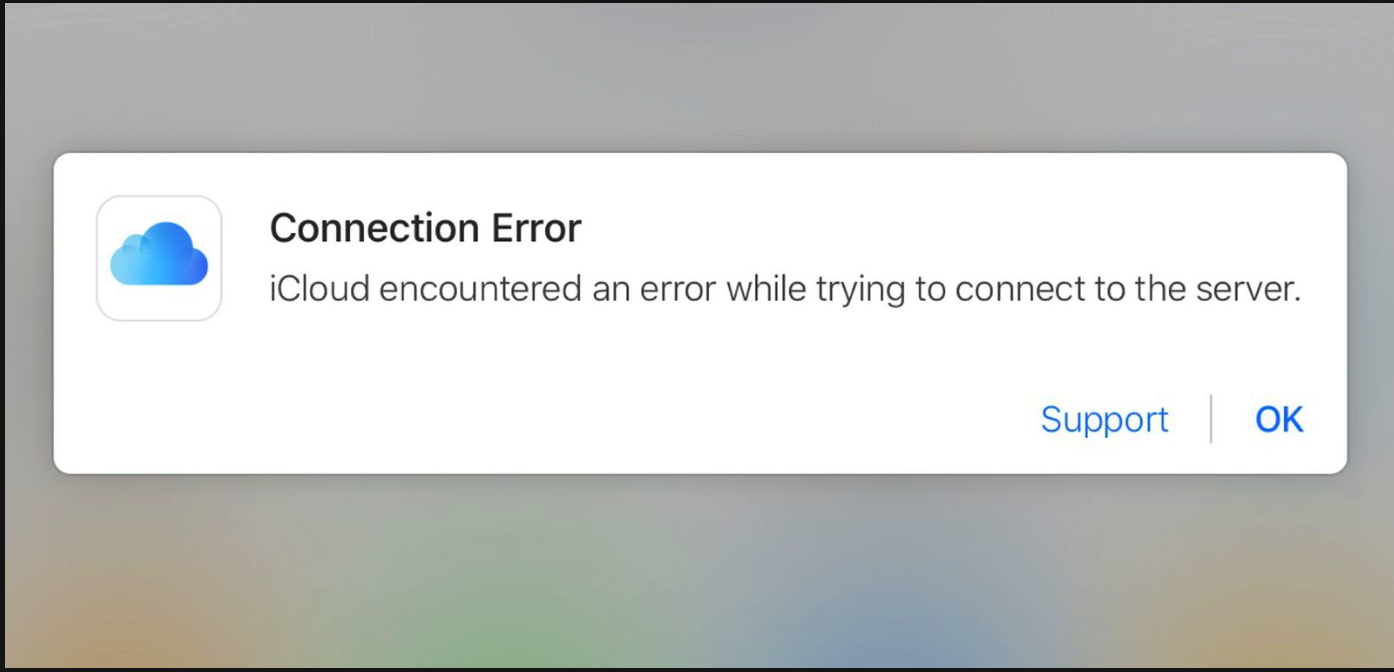 Connection Error
iCloud encountered an error while trying to connect to the server.
Support
OK